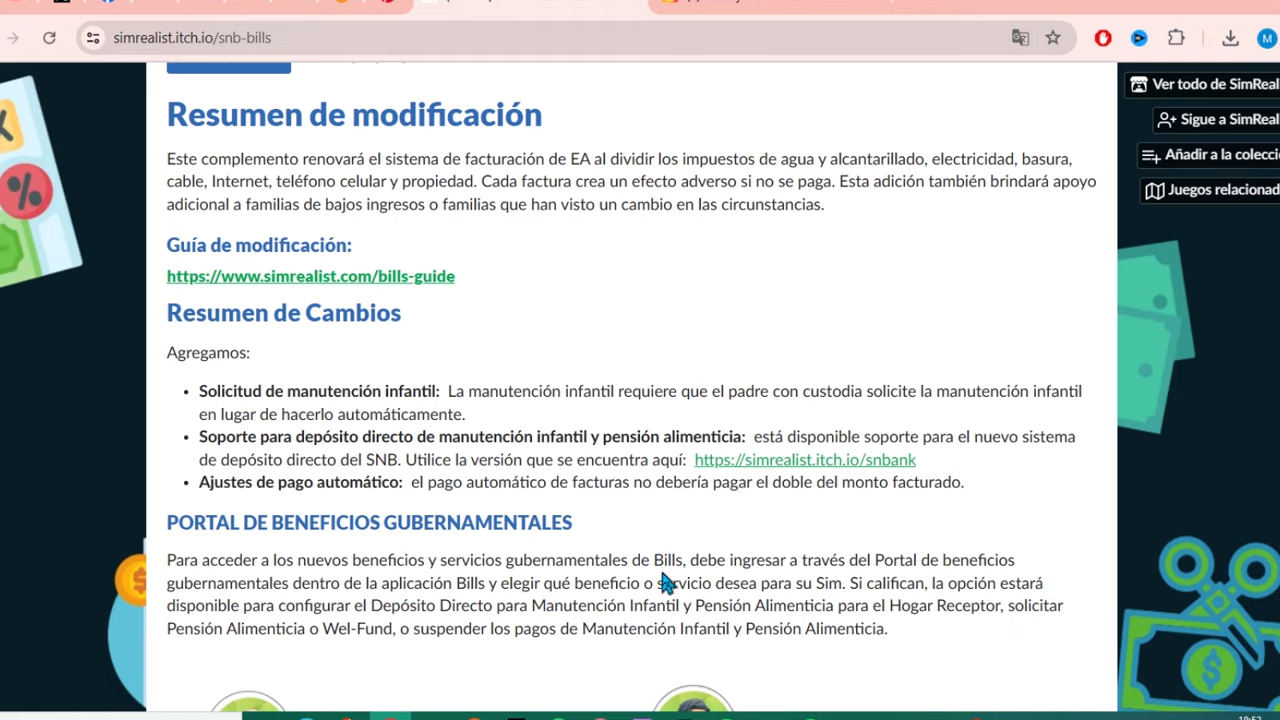 simrealist.itch.io/snb-bills
M
Ver todo de SimReal
Sigue a SimReal
Añadir a la colecci
Juegos relacionad
Resumen de modificación
Este complemento renovará el sistema de facturación de EA al dividir los impuestos de agua y alcantarillado, electricidad, basura,
cable, Internet, teléfono celular y propiedad. Cada factura crea un efecto adverso si no se paga. Esta adición también brindará apoyo
adicional a familias de bajos ingresos o familias que han visto un cambio en las circunstancias.
Guía de modificación:
https://www.simrealist.com/bills-guide
Resumen de Cambios
Agregamos:
• Solicitud de manutención infantil: La manutención infantil requiere que el padre con custodia solicite la manutención infantil
en lugar de hacerlo automáticamente.
• Soporte para depósito directo de manutención infantil y pensión alimenticia: está disponible soporte para el nuevo sistema
de depósito directo del SNB. Utilice la versión que se encuentra aquí: https://simrealist.itch.io/snbank
• Ajustes de pago automático: el pago automático de facturas no debería pagar el doble del monto facturado.
PORTAL DE BENEFICIOS GUBERNAMENTALES
Para acceder a los nuevos beneficios y servicios gubernamentales de Bills, debe ingresar a través del Portal de beneficios
gubernamentales dentro de la aplicación Bills y elegir qué beneficio o servicio desea para su Sim. Si califican, la opción estará
disponible para configurar el Depósito Directo para Manutención Infantil y Pensión Alimenticia para el Hogar Receptor, solicitar
Pensión Alimenticia o Wel-Fund, o suspender los pagos de Manutención Infantil y Pensión Alimenticia.